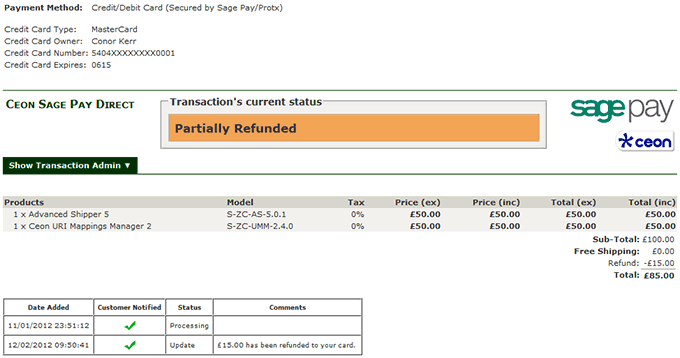 Payment Method: Credit/Debit Card (Secured by Sage Pay/Protx)
Credit Card Type: MasterCard
Credit Card Owner: Conor Kerr
Credit Card Number: 5404XXXXXXXX0001
Credit Card Expires: 0615
CEON SAGE PAY DIRECT
Transaction's current status
Partially Refunded
sage pay
ceon
Show Transaction Admin ▼
Products Model Tax Price (ex) Price (inc) Total (ex) Total (inc)
1 x Advanced Shipper 5 S-ZC-AS-5.0.1 0% £50.00 £50.00 £50.00 £50.00
1 x Ceon URI Mappings Manager 2 S-ZC-UMM-2.4.0 0% £50.00 £50.00 £50.00 £50.00
Sub-Total: £100.00
Free Shipping: £0.00
Refund: -£15.00
Total: £85.00
Date Added Customer Notified Status Comments
11/01/2012 23:51:12 ✓ Processing
12/02/2012 09:50:41 ✓ Update £15.00 has been refunded to your card.